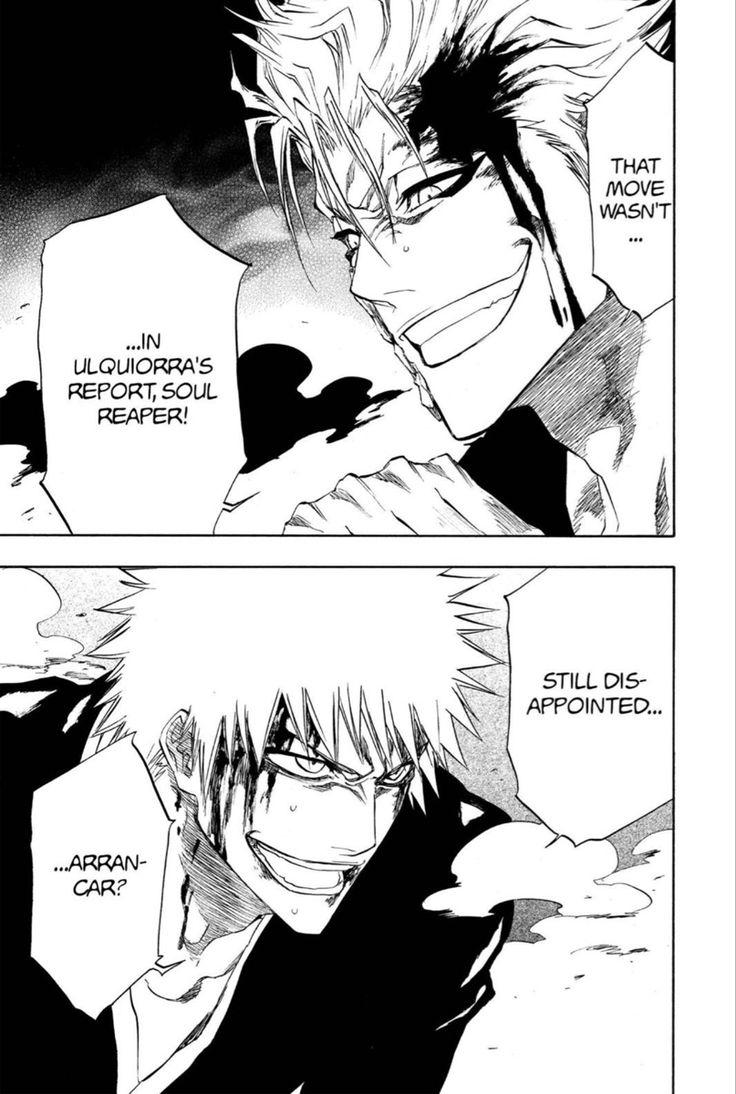 THAT
MOVE
WASN'T
...
...IN
ULQUIORRA'S
REPORT, SOUL
REAPER!
STILL DIS-
APPOINTED...
...ARRAN-
CAR?